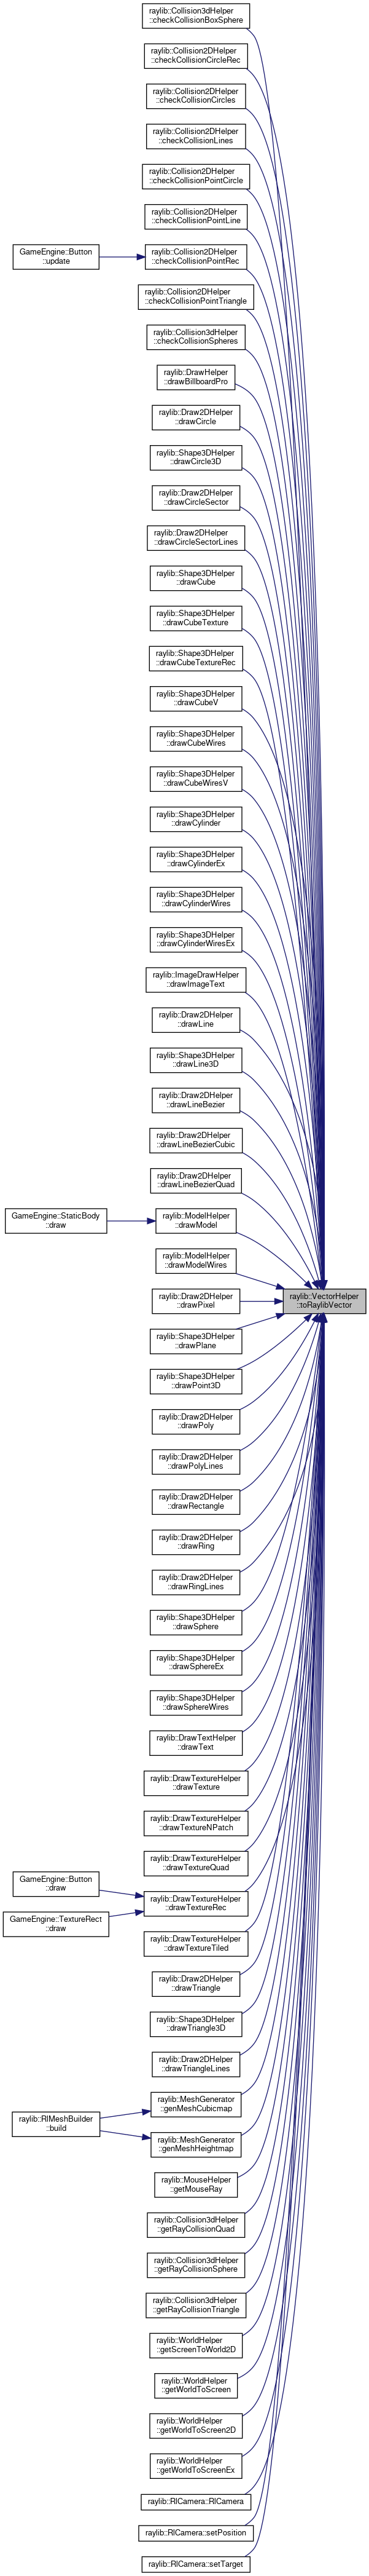 raylib::Collision3dHelper
::checkCollisionBoxSphere
raylib::Collision2DHelper
::checkCollisionCircleRec
raylib::Collision2DHelper
::checkCollisionCircles
raylib::Collision2DHelper
::checkCollisionLines
raylib::Collision2DHelper
::checkCollisionPointCircle
raylib::Collision2DHelper
::checkCollisionPointLine
GameEngine::Button
::update
raylib::Collision2DHelper
::checkCollisionPointRec
raylib::Collision2DHelper
::checkCollisionPointTriangle
raylib::Collision3dHelper
::checkCollisionSpheres
raylib::DrawHelper
::drawBillboardPro
raylib::Draw2DHelper
::drawCircle
raylib::Shape3DHelper
::drawCircle3D
raylib::Draw2DHelper
::drawCircleSector
raylib::Draw2DHelper
::drawCircleSectorLines
raylib::Shape3DHelper
::drawCube
raylib::Shape3DHelper
::drawCubeTexture
raylib::Shape3DHelper
::drawCubeTextureRec
raylib::Shape3DHelper
::drawCubeV
raylib::Shape3DHelper
::drawCubeWires
raylib::Shape3DHelper
::drawCubeWiresV
raylib::Shape3DHelper
::drawCylinder
raylib::Shape3DHelper
::drawCylinderEx
raylib::Shape3DHelper
::drawCylinderWires
raylib::Shape3DHelper
::drawCylinderWiresEx
raylib::ImageDrawHelper
::drawImageText
raylib::Draw2DHelper
::drawLine
raylib::Shape3DHelper
::drawLine3D
raylib::Draw2DHelper
::drawLineBezier
raylib::Draw2DHelper
::drawLineBezierCubic
raylib::Draw2DHelper
::drawLineBezierQuad
GameEngine::StaticBody
::draw
raylib::ModelHelper
::drawModel
raylib::ModelHelper
::drawModelWires
raylib::VectorHelper
::toRaylibVector
raylib::Draw2DHelper
::drawPixel
raylib::Shape3DHelper
::drawPlane
raylib::Shape3DHelper
::drawPoint3D
raylib::Draw2DHelper
::drawPoly
raylib::Draw2DHelper
::drawPolyLines
raylib::Draw2DHelper
::drawRectangle
raylib::Draw2DHelper
::drawRing
raylib::Draw2DHelper
::drawRingLines
raylib::Shape3DHelper
::drawSphere
raylib::Shape3DHelper
::drawSphereEx
raylib::Shape3DHelper
::drawSphereWires
raylib::DrawTextHelper
::drawText
raylib::DrawTextureHelper
::drawTexture
raylib::DrawTextureHelper
::drawTextureNPatch
raylib::DrawTextureHelper
::drawTextureQuad
GameEngine::Button
::draw
raylib::DrawTextureHelper
::drawTextureRec
GameEngine::TextureRect
::draw
raylib::DrawTextureHelper
::drawTextureTiled
raylib::Draw2DHelper
::drawTriangle
raylib::Shape3DHelper
::drawTriangle3D
raylib::Draw2DHelper
::drawTriangleLines
raylib::MeshGenerator
::genMeshCubicmap
raylib::RlMeshBuilder
::build
raylib::MeshGenerator
::genMeshHeightmap
raylib::MouseHelper
::getMouseRay
raylib::Collision3dHelper
::getRayCollisionQuad
raylib::Collision3dHelper
::getRayCollisionSphere
raylib::Collision3dHelper
::getRayCollisionTriangle
raylib::WorldHelper
::getScreenToWorld2D
raylib::WorldHelper
::getWorldToScreen
raylib::WorldHelper
::getWorldToScreen2D
raylib::WorldHelper
::getWorldToScreenEx
raylib::RlCamera::RlCamera
raylib::RlCamera::setPosition
raylib::RlCamera::setTarget